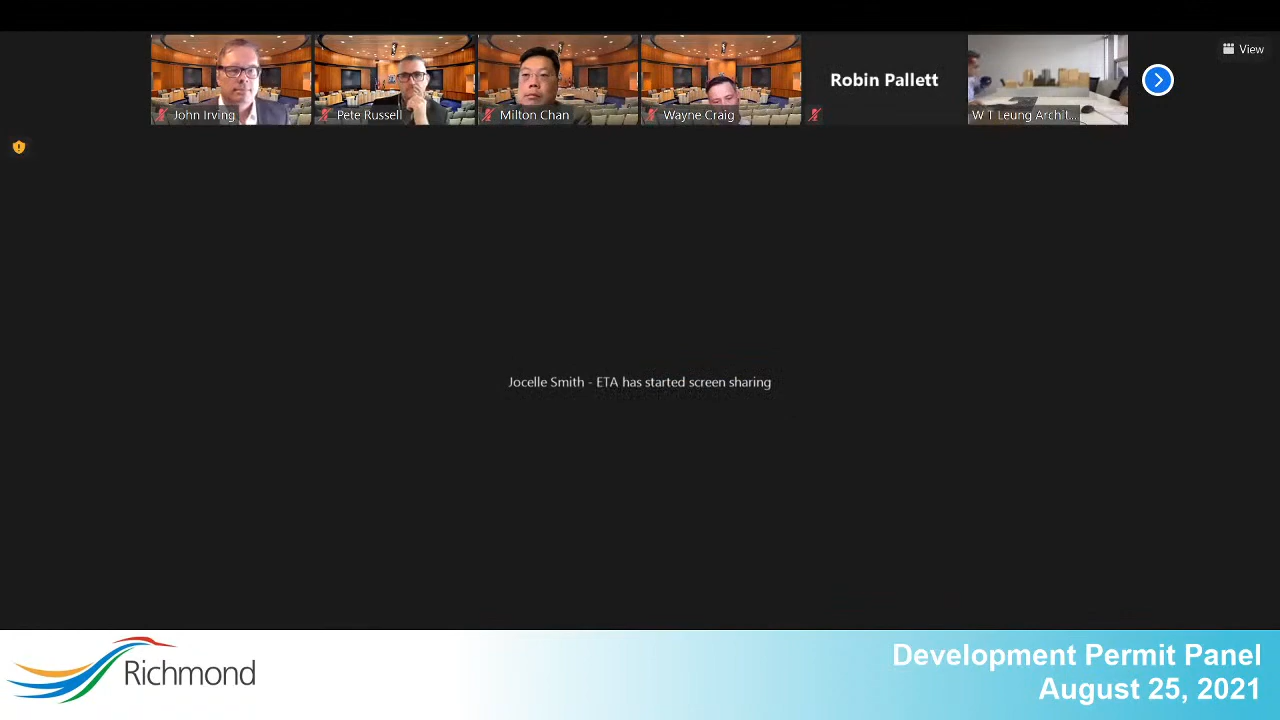 John Irving
Pete Russell
Milton Chan
Wayne Craig
Robin Pallett
W T Leung Archit...
View
Jocelle Smith - ETA has started screen sharing
Richmond
Development Permit Panel
August 25, 2021